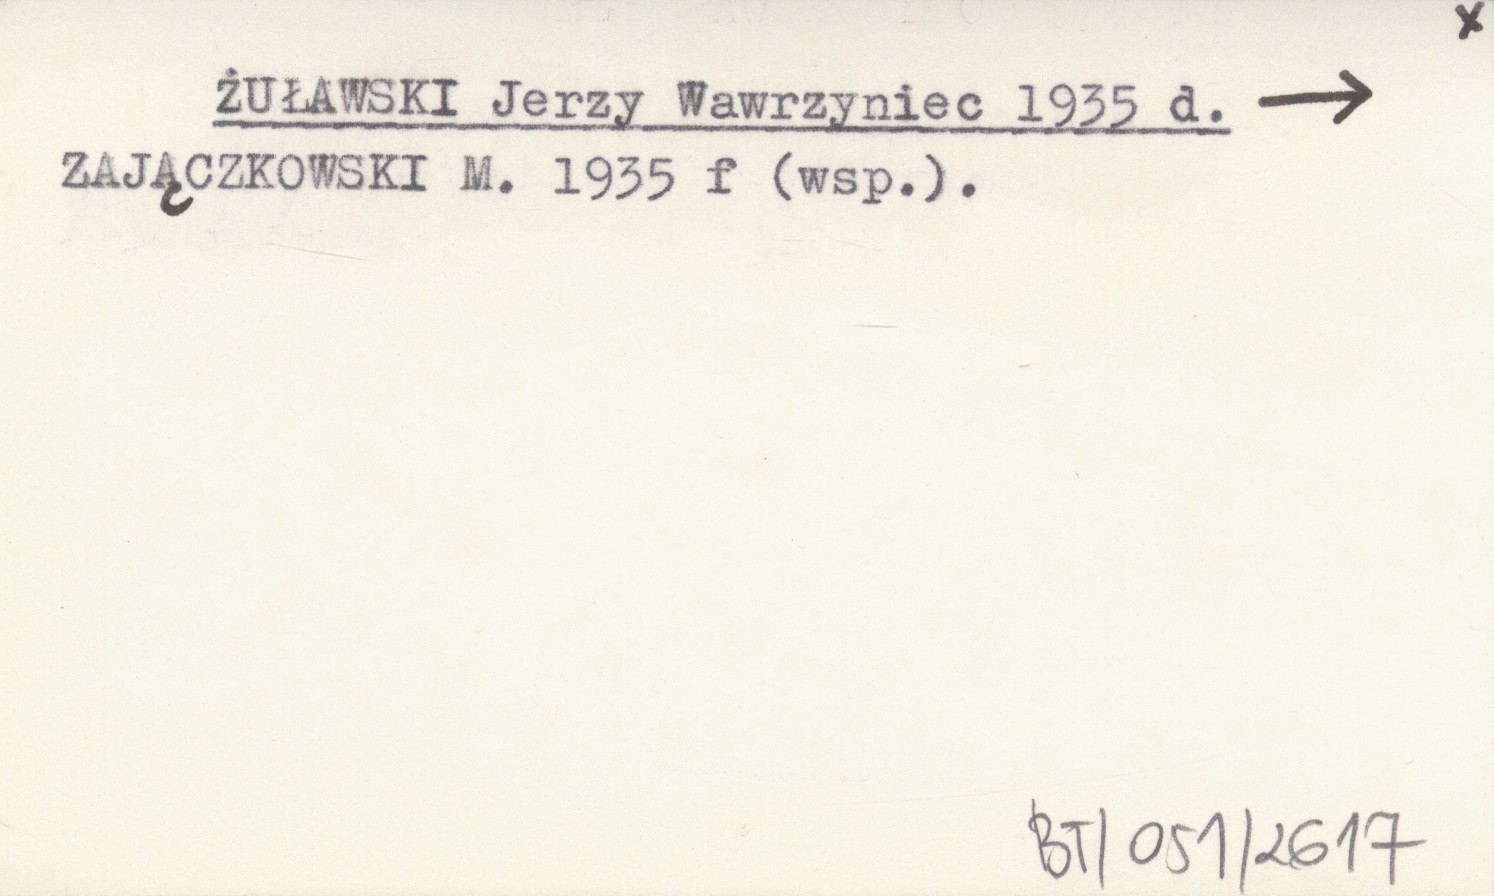 x
ŻUŁAWSKI Jerzy Wawrzyniec 1935 d. →
ZAJĄCZKOWSKI M. 1935 f (wsp.).
BT/051/2617